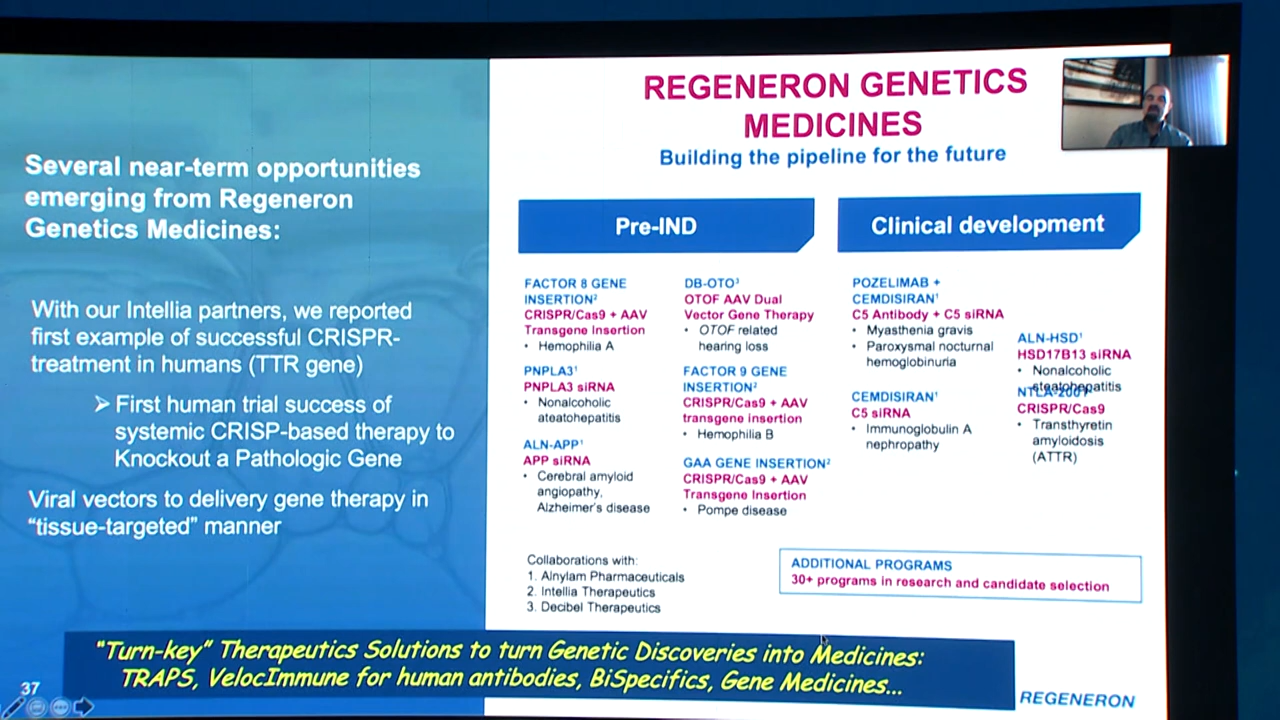 Several near-term opportunities
emerging from Regeneron
Genetics Medicines:
With our Intellia partners, we reported
first example of successful CRISPR-
treatment in humans (TTR gene)
➢ First human trial success of
systemic CRISP-based therapy to
Knockout a Pathologic Gene
Viral vectors to delivery gene therapy in
“tissue-targeted” manner
REGENERON GENETICS
MEDICINES
Building the pipeline for the future
Pre-IND
FACTOR 8 GENE
INSERTION²
CRISPR/Cas9 + AAV
Transgene Insertion
• Hemophilia A
PNPLA3¹
PNPLA3 siRNA
• Nonalcoholic
ateatohepatitis
ALN-APP¹
APP siRNA
• Cerebral amyloid
angiopathy,
Alzheimer's disease
DB-OTO³
OTOF AAV Dual
Vector Gene Therapy
• OTOF related
hearing loss
FACTOR 9 GENE
INSERTION²
CRISPR/Cas9 + AAV
transgene insertion
• Hemophilia B
GAA GENE INSERTION²
CRISPR/Cas9 + AAV
Transgene Insertion
• Pompe disease
Clinical development
POZELIMAB +
CEMDISIRAN¹
C5 Antibody + C5 siRNA
• Myasthenia gravis
• Paroxysmal nocturnal
hemoglobinuria
CEMDISIRAN¹
C5 siRNA
• Immunoglobulin A
nephropathy
ALN-HSD¹
HSD17B13 siRNA
• Nonalcoholic
steatohepatitis
NTLA-2001²
CRISPR/Cas9
• Transthyretin
amyloidosis
(ATTR)
Collaborations with:
1. Alnylam Pharmaceuticals
2. Intellia Therapeutics
3. Decibel Therapeutics
ADDITIONAL PROGRAMS
30+ programs in research and candidate selection
“Turn-key” Therapeutics Solutions to turn Genetic Discoveries into Medicines:
TRAPS, VelocImmune for human antibodies, BiSpecifics, Gene Medicines...
37
REGENERON